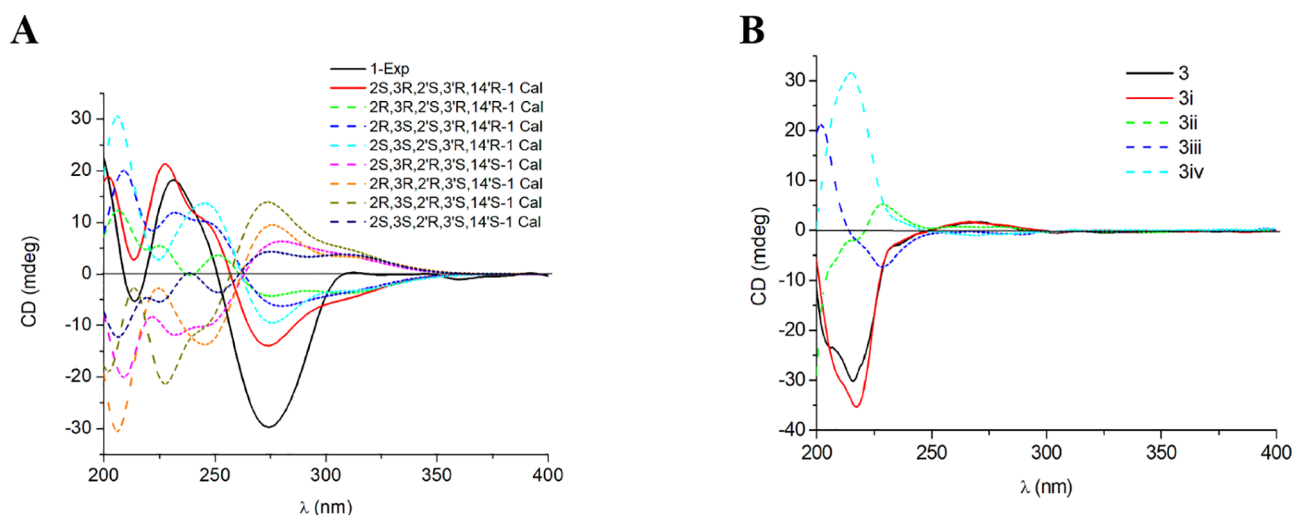 A
1-Exp
2S,3R,2'S,3'R,14'R-1 Cal
2R,3R,2'S,3'R,14'R-1 Cal
2R,3S,2'S,3'R,14'R-1 Cal
2S,3S,2'S,3'R,14'R-1 Cal
2S,3R,2'R,3'S,14'S-1 Cal
2R,3R,2'R,3'S,14'S-1 Cal
2R,3S,2'R,3'S,14'S-1 Cal
2S,3S,2'R,3'S,14'S-1 Cal
CD (mdeg)
30
20
10
0
-10
-20
-30
200
250
300
350
400
λ (nm)
B
3
3i
3ii
3iii
3iv
CD (mdeg)
30
20
10
0
-10
-20
-30
-40
200
250
300
350
400
λ (nm)